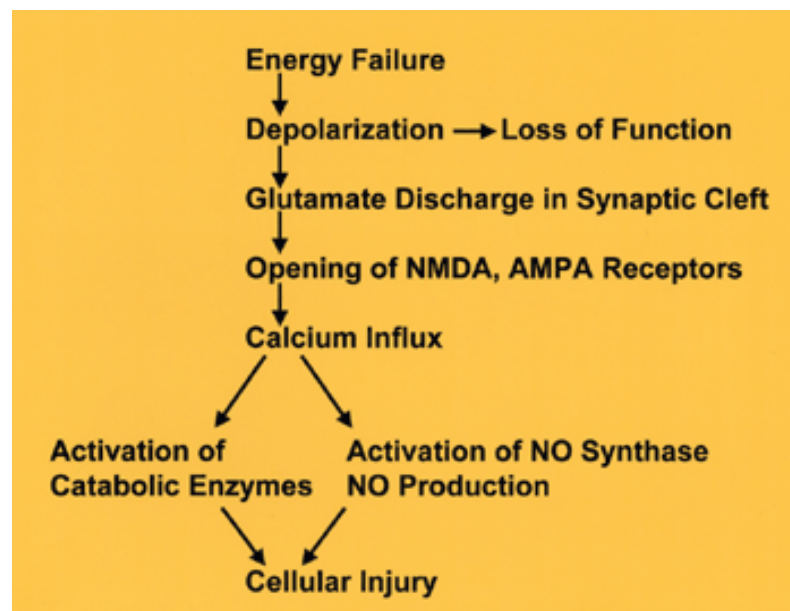 Energy Failure
Depolarization → Loss of Function
Glutamate Discharge in Synaptic Cleft
Opening of NMDA, AMPA Receptors
Calcium Influx
Activation of
Catabolic Enzymes
Activation of NO Synthase
NO Production
Cellular Injury